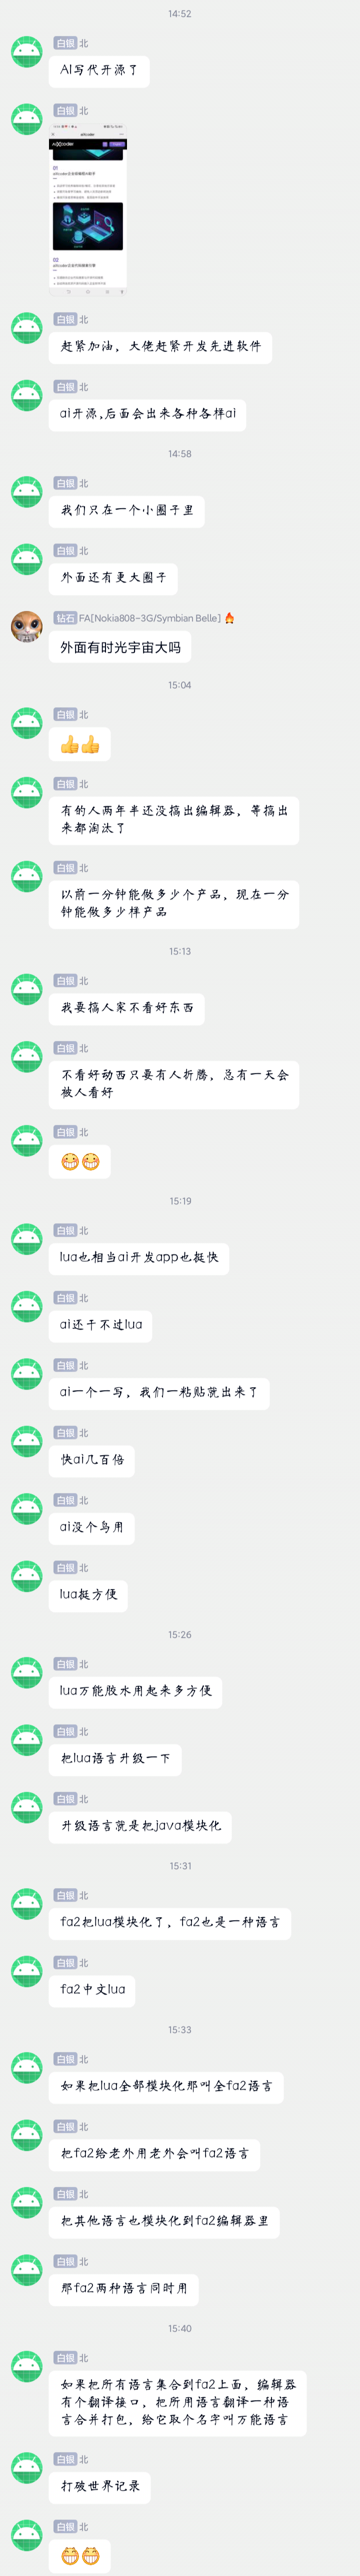 14:52
白银 北
AI写代开源了
白银 北
aiXcoder
01
02
白银 北
赶紧加油，大佬赶紧开发先进软件
白银 北
ai开源,后面会出来各种各样ai
14:58
白银 北
我们只在一个小圈子里
白银 北
外面还有更大圈子
钻石 FA[Nokia808-3G/Symbian Belle] 🔥
外面有时光宇宙大吗
15:04
白银 北
👍👍
白银 北
有的人两年半还没搞出编辑器，等搞出
来都淘汰了
白银 北
以前一分钟能做多少个产品，现在一分
钟能做多少样产品
15:13
白银 北
我要搞人家不看好东西
白银 北
不看好动西只要有人折腾，总有一天会
被人看好
白银 北
😁😁
15:19
白银 北
lua也相当ai开发app也挺快
白银 北
ai还干不过lua
白银 北
ai一个一写，我们一粘贴就出来了
白银 北
快ai几百倍
白银 北
ai没个鸟用
白银 北
lua挺方便
15:26
白银 北
lua万能胶水用起来多方便
白银 北
把lua语言升级一下
白银 北
升级语言就是把java模块化
15:31
白银 北
fa2把lua模块化了，fa2也是一种语言
白银 北
fa2中文lua
15:33
白银 北
如果把lua全部模块化那叫全fa2语言
白银 北
把fa2给老外用老外会叫fa2语言
白银 北
把其他语言也模块化到fa2编辑器里
白银 北
那fa2两种语言同时用
15:40
白银 北
如果把所有语言集合到fa2上面，编辑器
有个翻译接口，把所用语言翻译一种语
言合并打包，给它取个名字叫万能语言
白银 北
打破世界记录
白银 北
😁😁